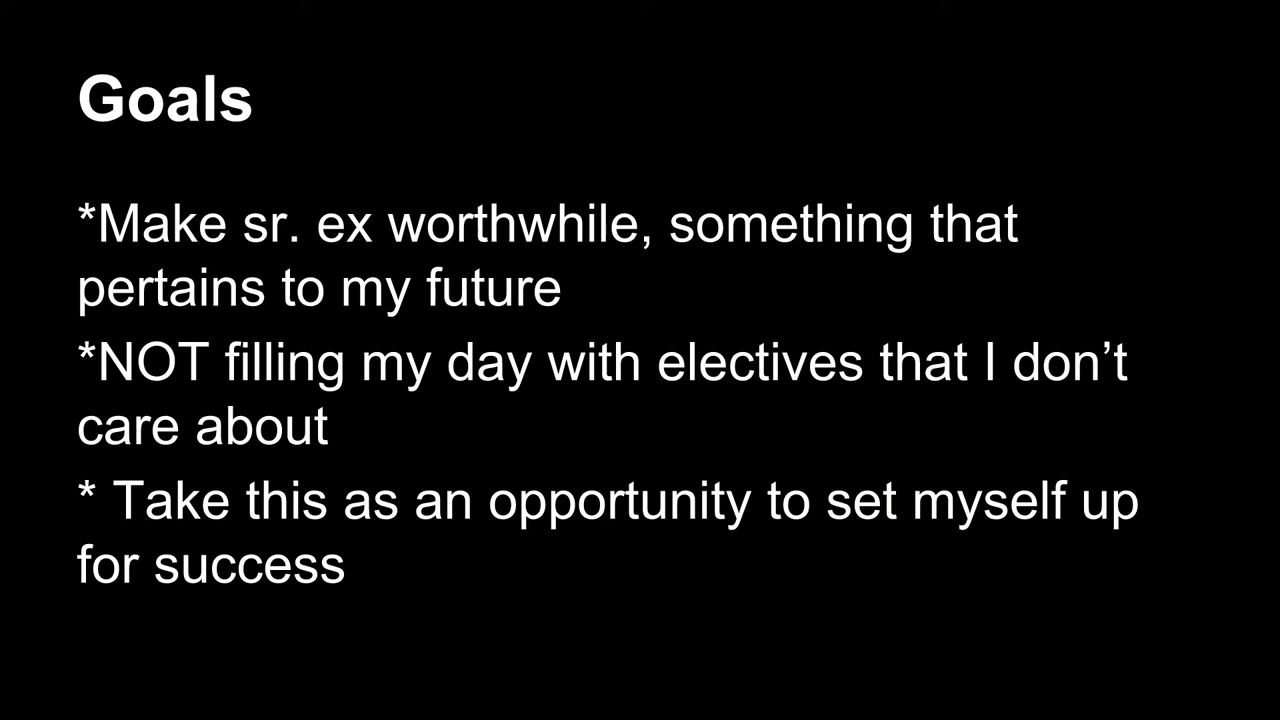 Goals
*Make sr. ex worthwhile, something that
pertains to my future
*NOT filling my day with electives that I don’t
care about
* Take this as an opportunity to set myself up
for success